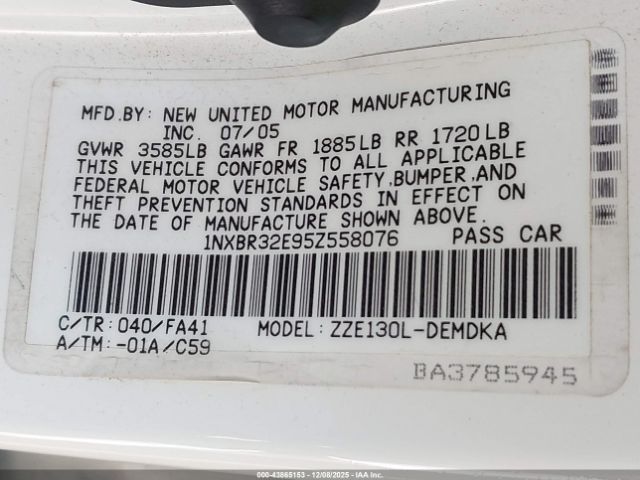 MFD.BY: NEW UNITED MOTOR MANUFACTURING
INC. 07/05
GVWR 3585LB GAWR FR 1885LB RR 1720LB
THIS VEHICLE CONFORMS TO ALL APPLICABLE
FEDERAL MOTOR VEHICLE SAFETY,BUMPER,AND
THEFT PREVENTION STANDARDS IN EFFECT ON
THE DATE OF MANUFACTURE SHOWN ABOVE.
1NXBR32E95Z558076 PASS CAR
C/TR: 040/FA41 MODEL: ZZE130L-DEMDKA
A/TM: -01A/C59
BA3785945
000-43865153 - 12/08/2025 - IAA Inc.